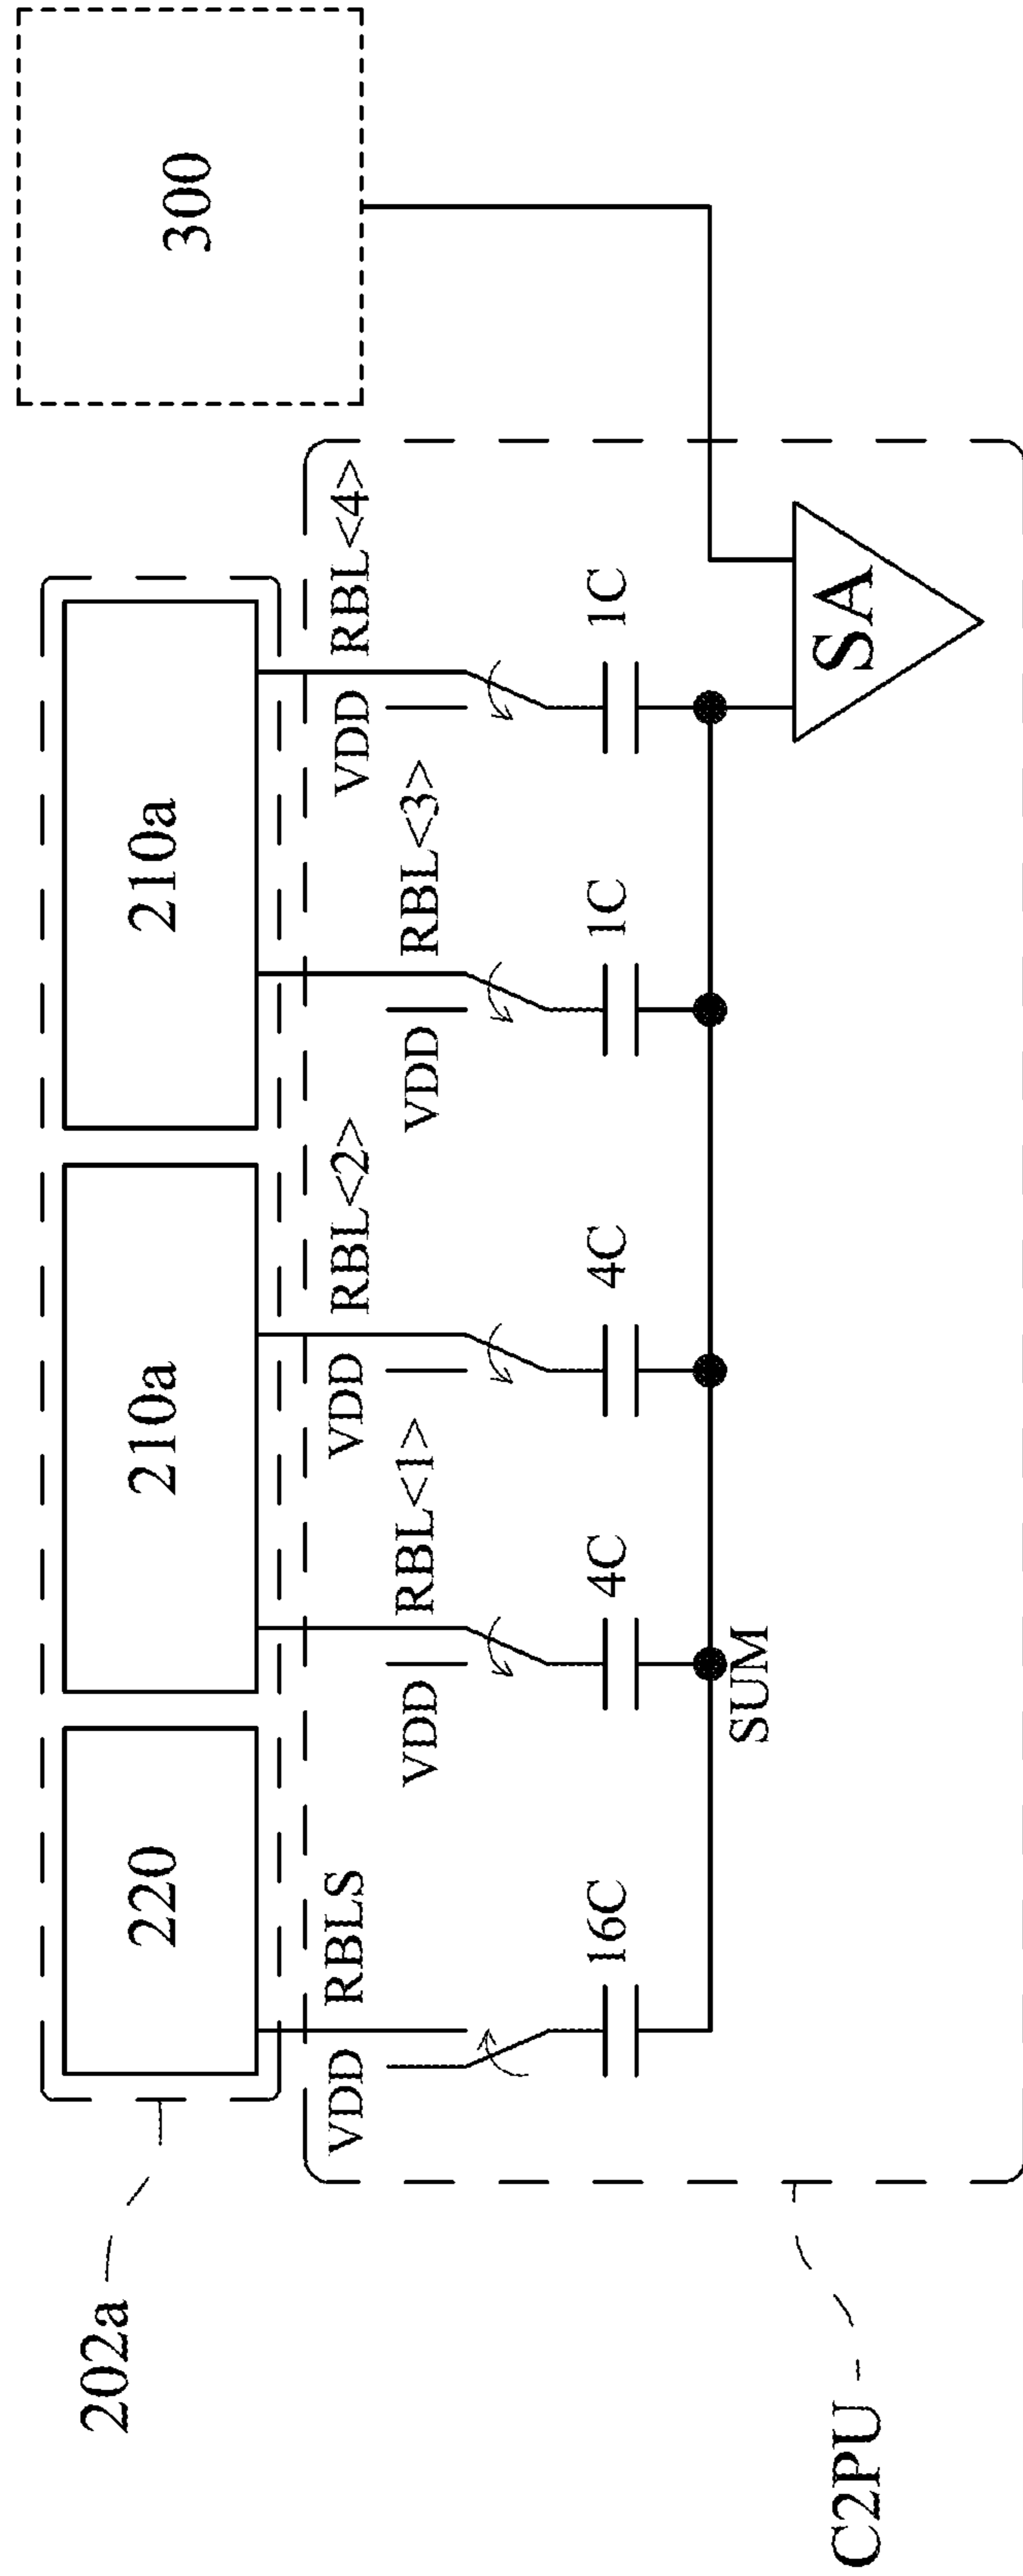 202a
220
210a
210a
300
VDD
RBLS
VDD
RBL<1>
VDD
RBL<2>
VDD
RBL<3>
VDD
RBL<4>
16C
4C
4C
1C
1C
SUM
SA
C2PU